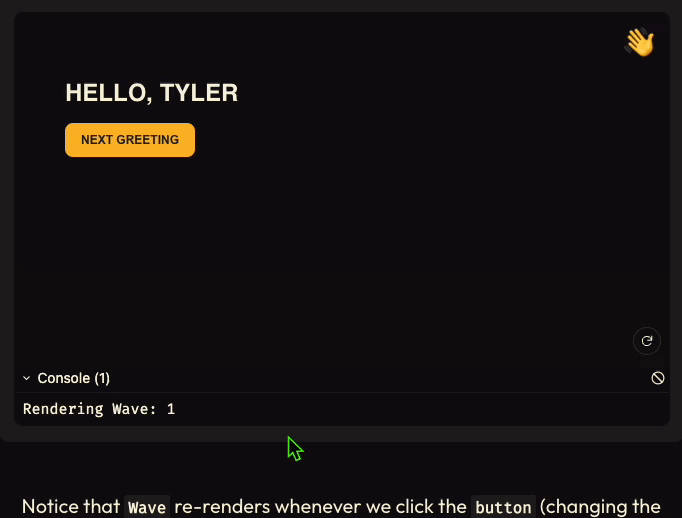 HELLO, TYLER
NEXT GREETING
Console (1)
Rendering Wave: 1
Notice that Wave re-renders whenever we click the button (changing the